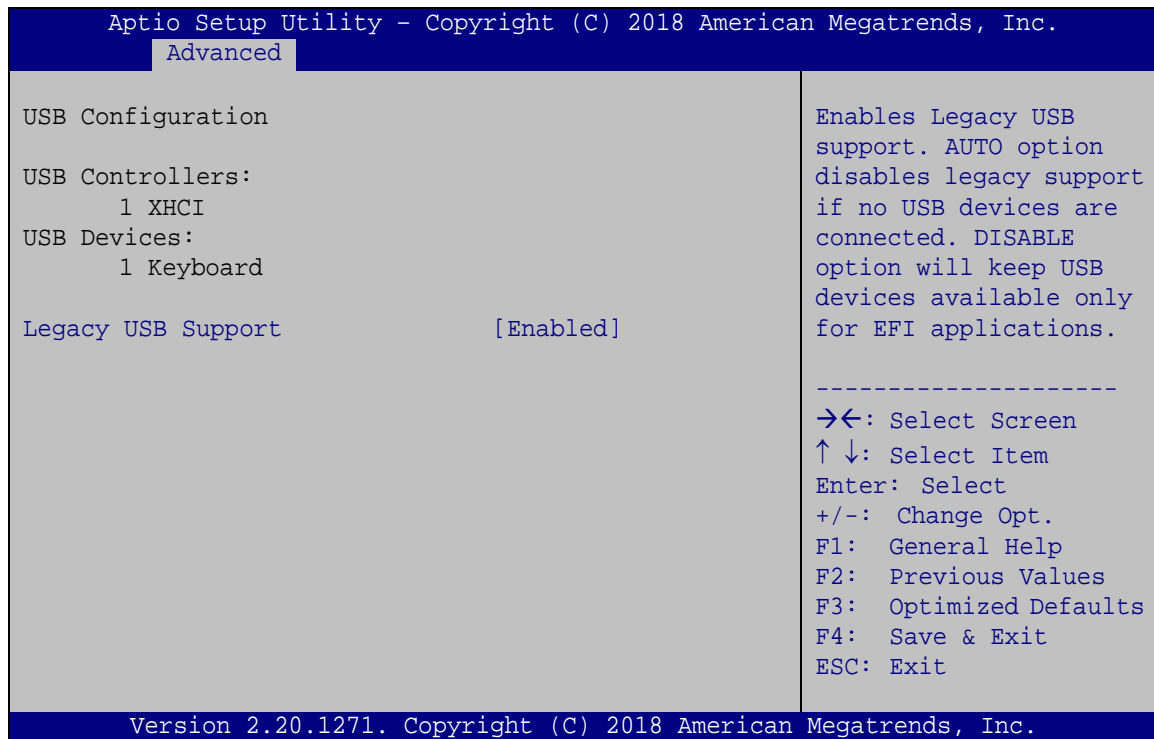 Aptio Setup Utility – Copyright (C) 2018 American Megatrends, Inc.
Advanced
USB Configuration
USB Controllers:
1 XHCI
USB Devices:
1 Keyboard
Legacy USB Support [Enabled]
Enables Legacy USB
support. AUTO option
disables legacy support
if no USB devices are
connected. DISABLE
option will keep USB
devices available only
for EFI applications.
---------------------
→←: Select Screen
↑ ↓: Select Item
Enter: Select
+/-: Change Opt.
F1: General Help
F2: Previous Values
F3: Optimized Defaults
F4: Save & Exit
ESC: Exit
Version 2.20.1271. Copyright (C) 2018 American Megatrends, Inc.